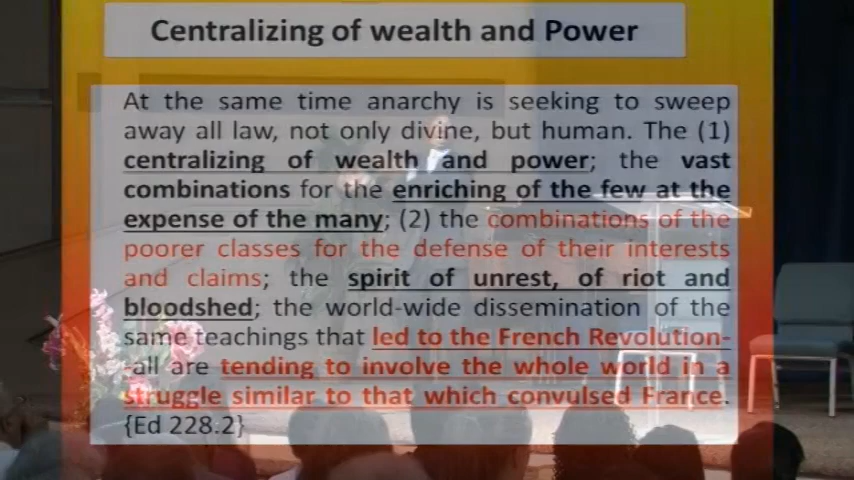 Centralizing of wealth and Power
At the same time anarchy is seeking to sweep
away all law, not only divine, but human. The (1)
centralizing of wealth and power; the vast
combinations for the enriching of the few at the
expense of the many; (2) the combinations of the
poorer classes for the defense of their interests
and claims; the spirit of unrest, of riot and
bloodshed; the world-wide dissemination of the
same teachings that led to the French Revolution-
-all are tending to involve the whole world in a
struggle similar to that which convulsed France.
{Ed 228.2}